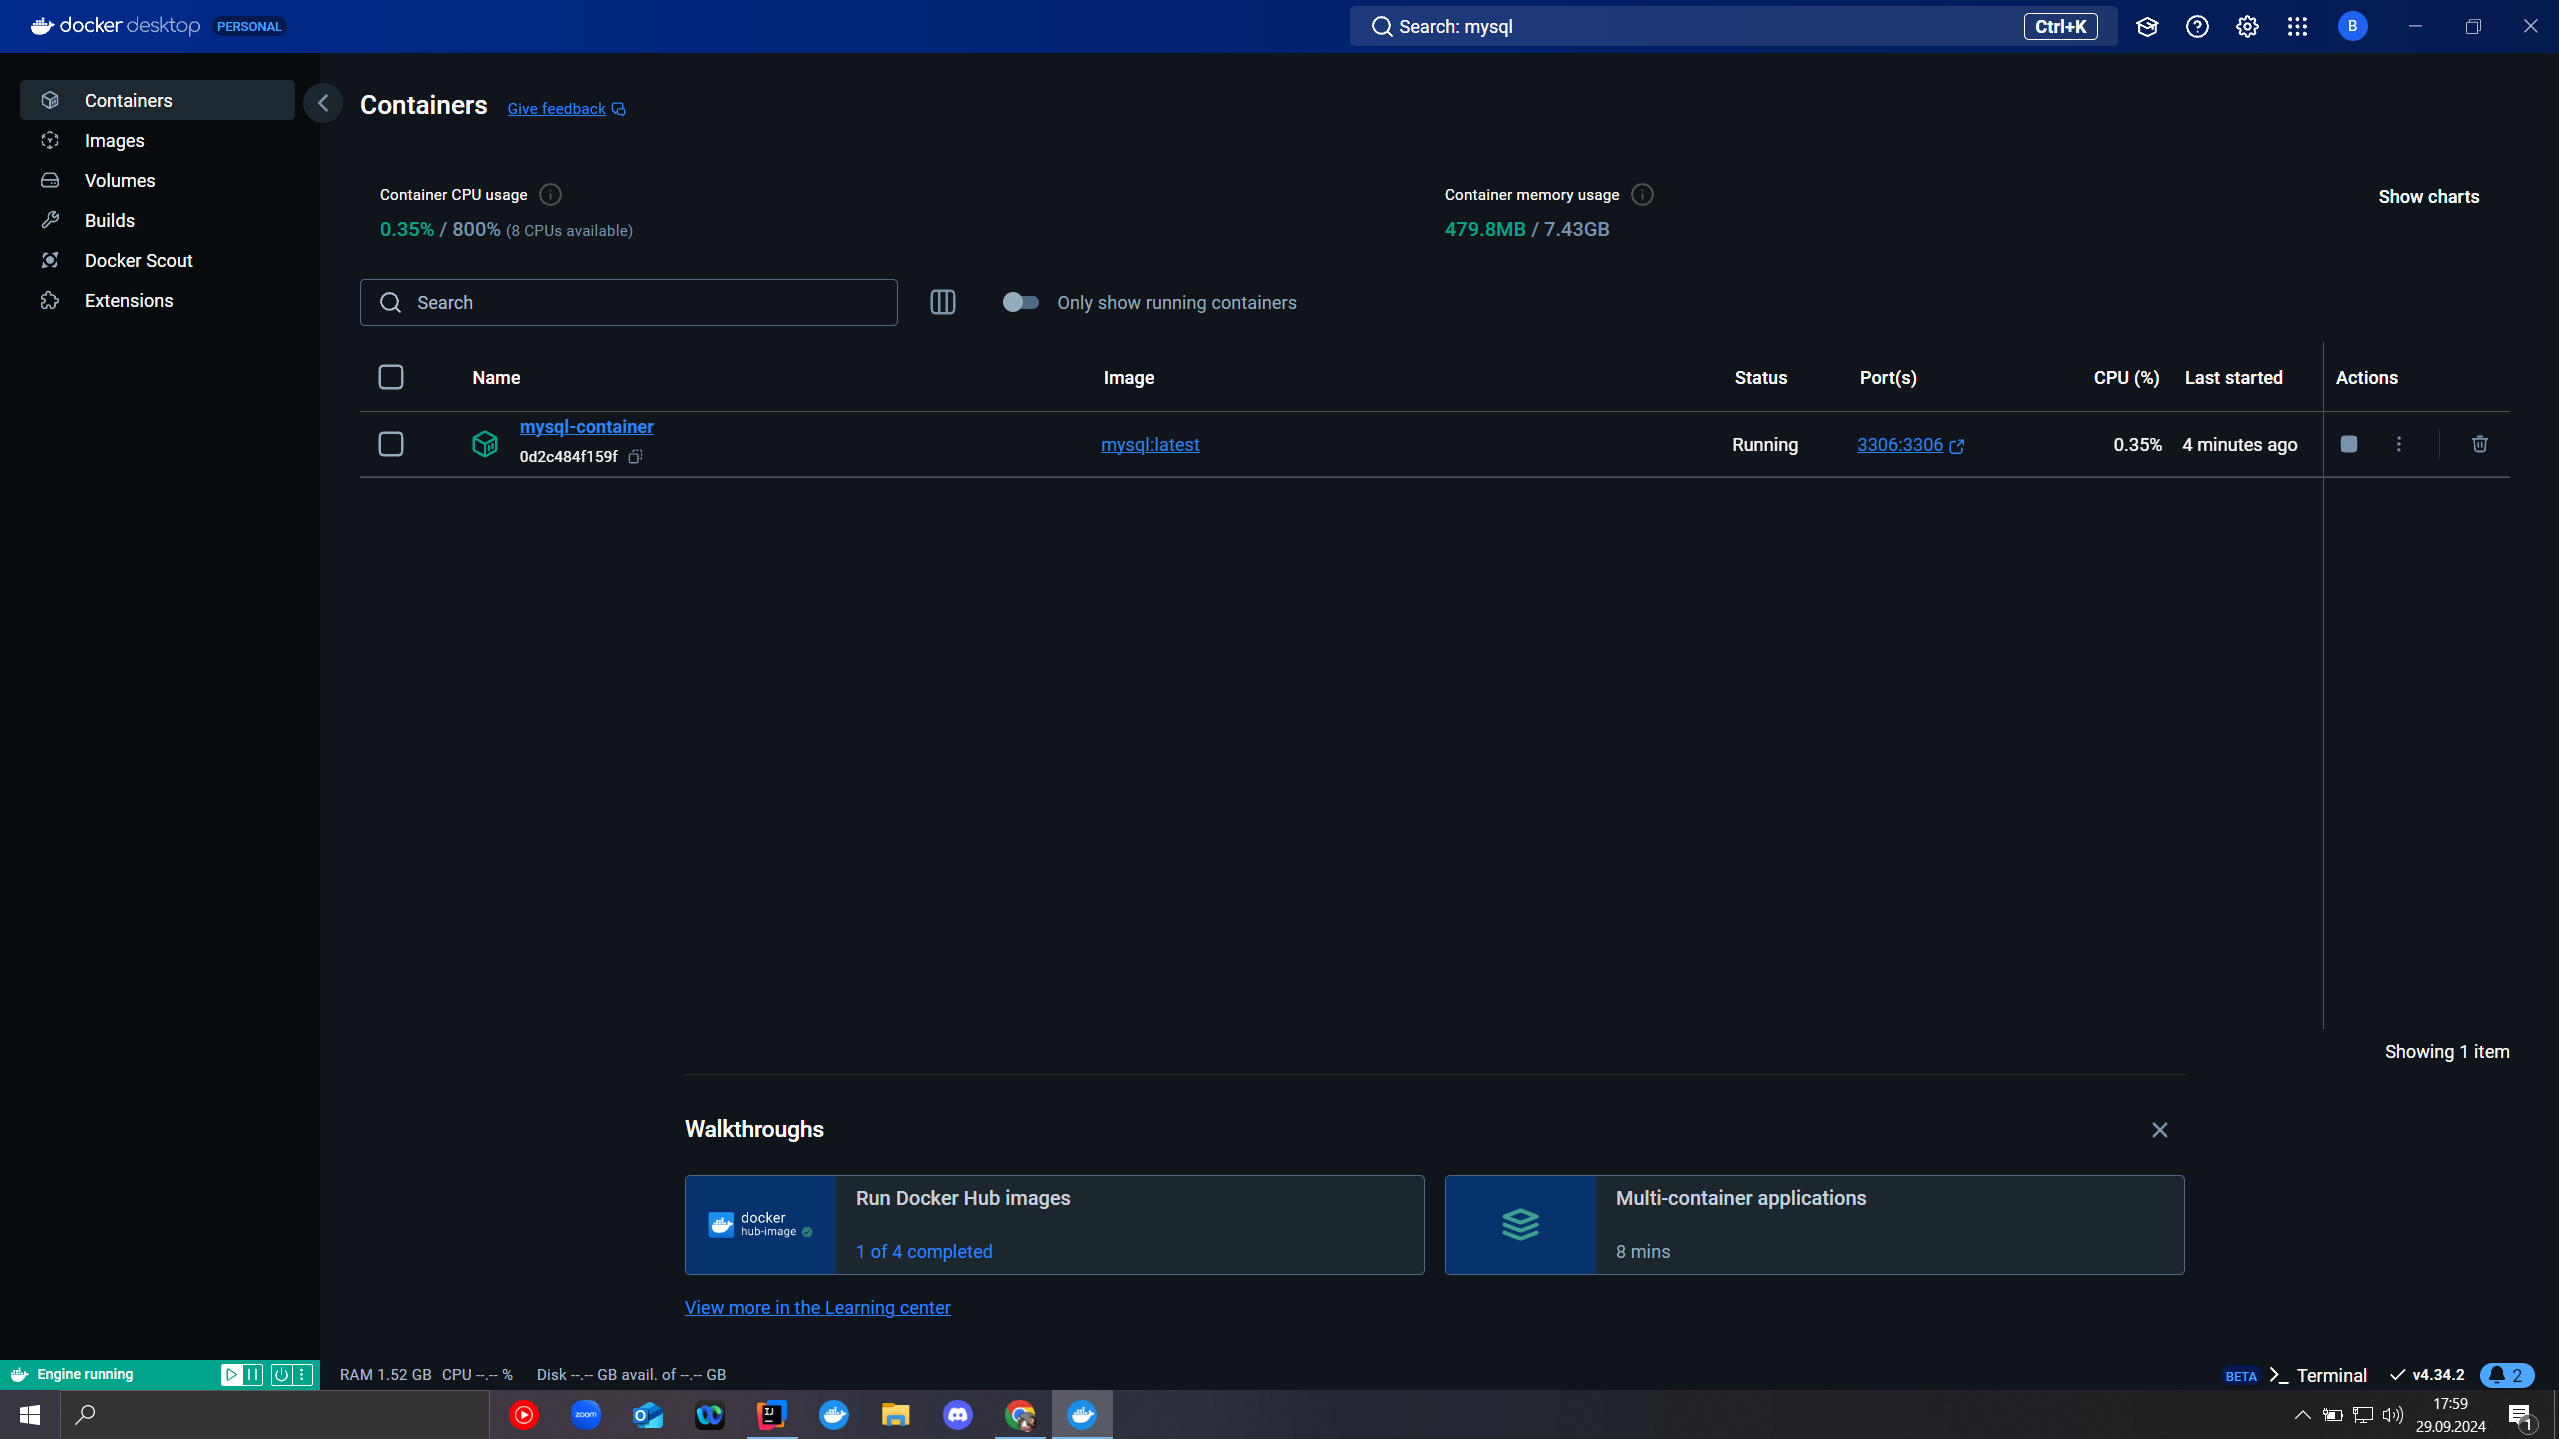 docker desktop PERSONAL
Search: mysql Ctrl+K
B
Containers
Images
Volumes
Builds
Docker Scout
Extensions
Containers Give feedback
Container CPU usage
0.35% / 800% (8 CPUs available)
Container memory usage
479.8MB / 7.43GB
Show charts
Search
Only show running containers
Name Image Status Port(s) CPU (%) Last started Actions
mysql-container
0d2c484f159f
mysql:latest Running 3306:3306 0.35% 4 minutes ago
Showing 1 item
Walkthroughs
docker
hub-image
Run Docker Hub images
1 of 4 completed
Multi-container applications
8 mins
View more in the Learning center
Engine running
RAM 1.52 GB CPU --.-- % Disk --.-- GB avail. of --.-- GB
BETA Terminal v4.34.2 2
zoom
O
IJ
17:59
29.09.2024
1